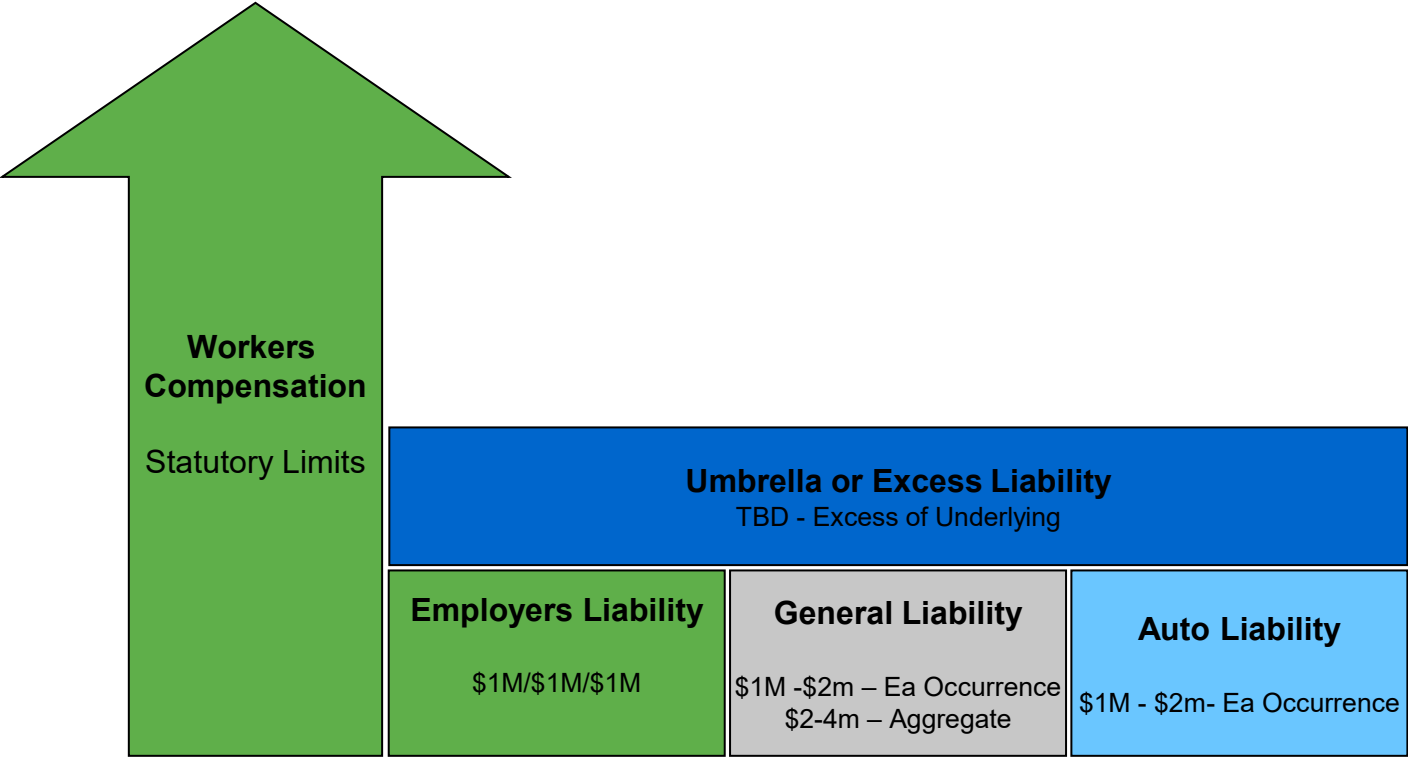 Workers
Compensation
Statutory Limits
Umbrella or Excess Liability
TBD - Excess of Underlying
Employers Liability
$1M/$1M/$1M
General Liability
$1M -$2m – Ea Occurrence
$2-4m – Aggregate
Auto Liability
$1M - $2m- Ea Occurrence